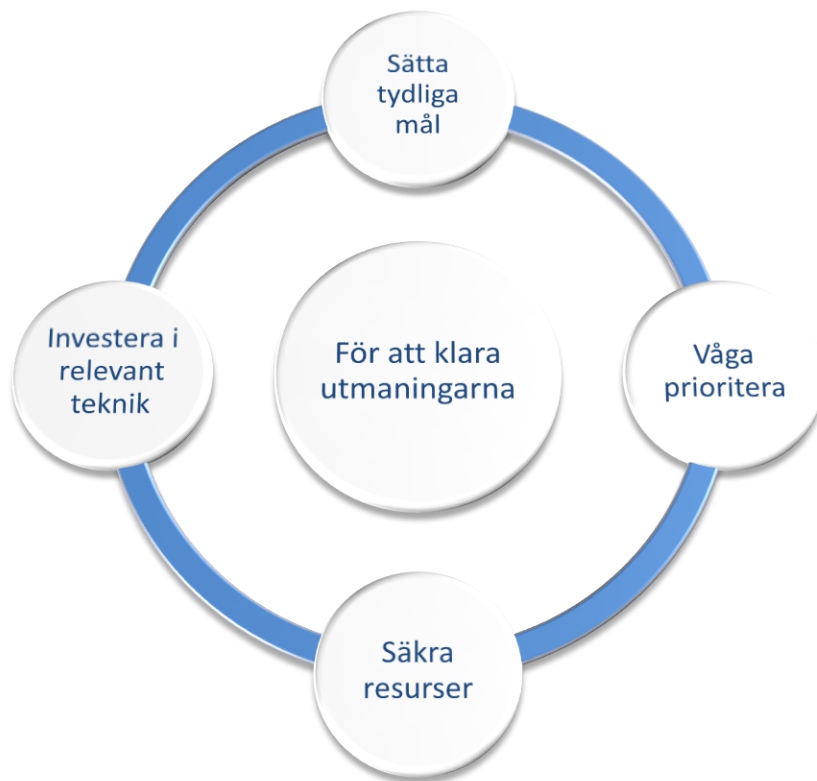 Sätta
tydliga
mål
Investera i
relevant
teknik
För att klara
utmaningarna
Våga
prioritera
Säkra
resurser